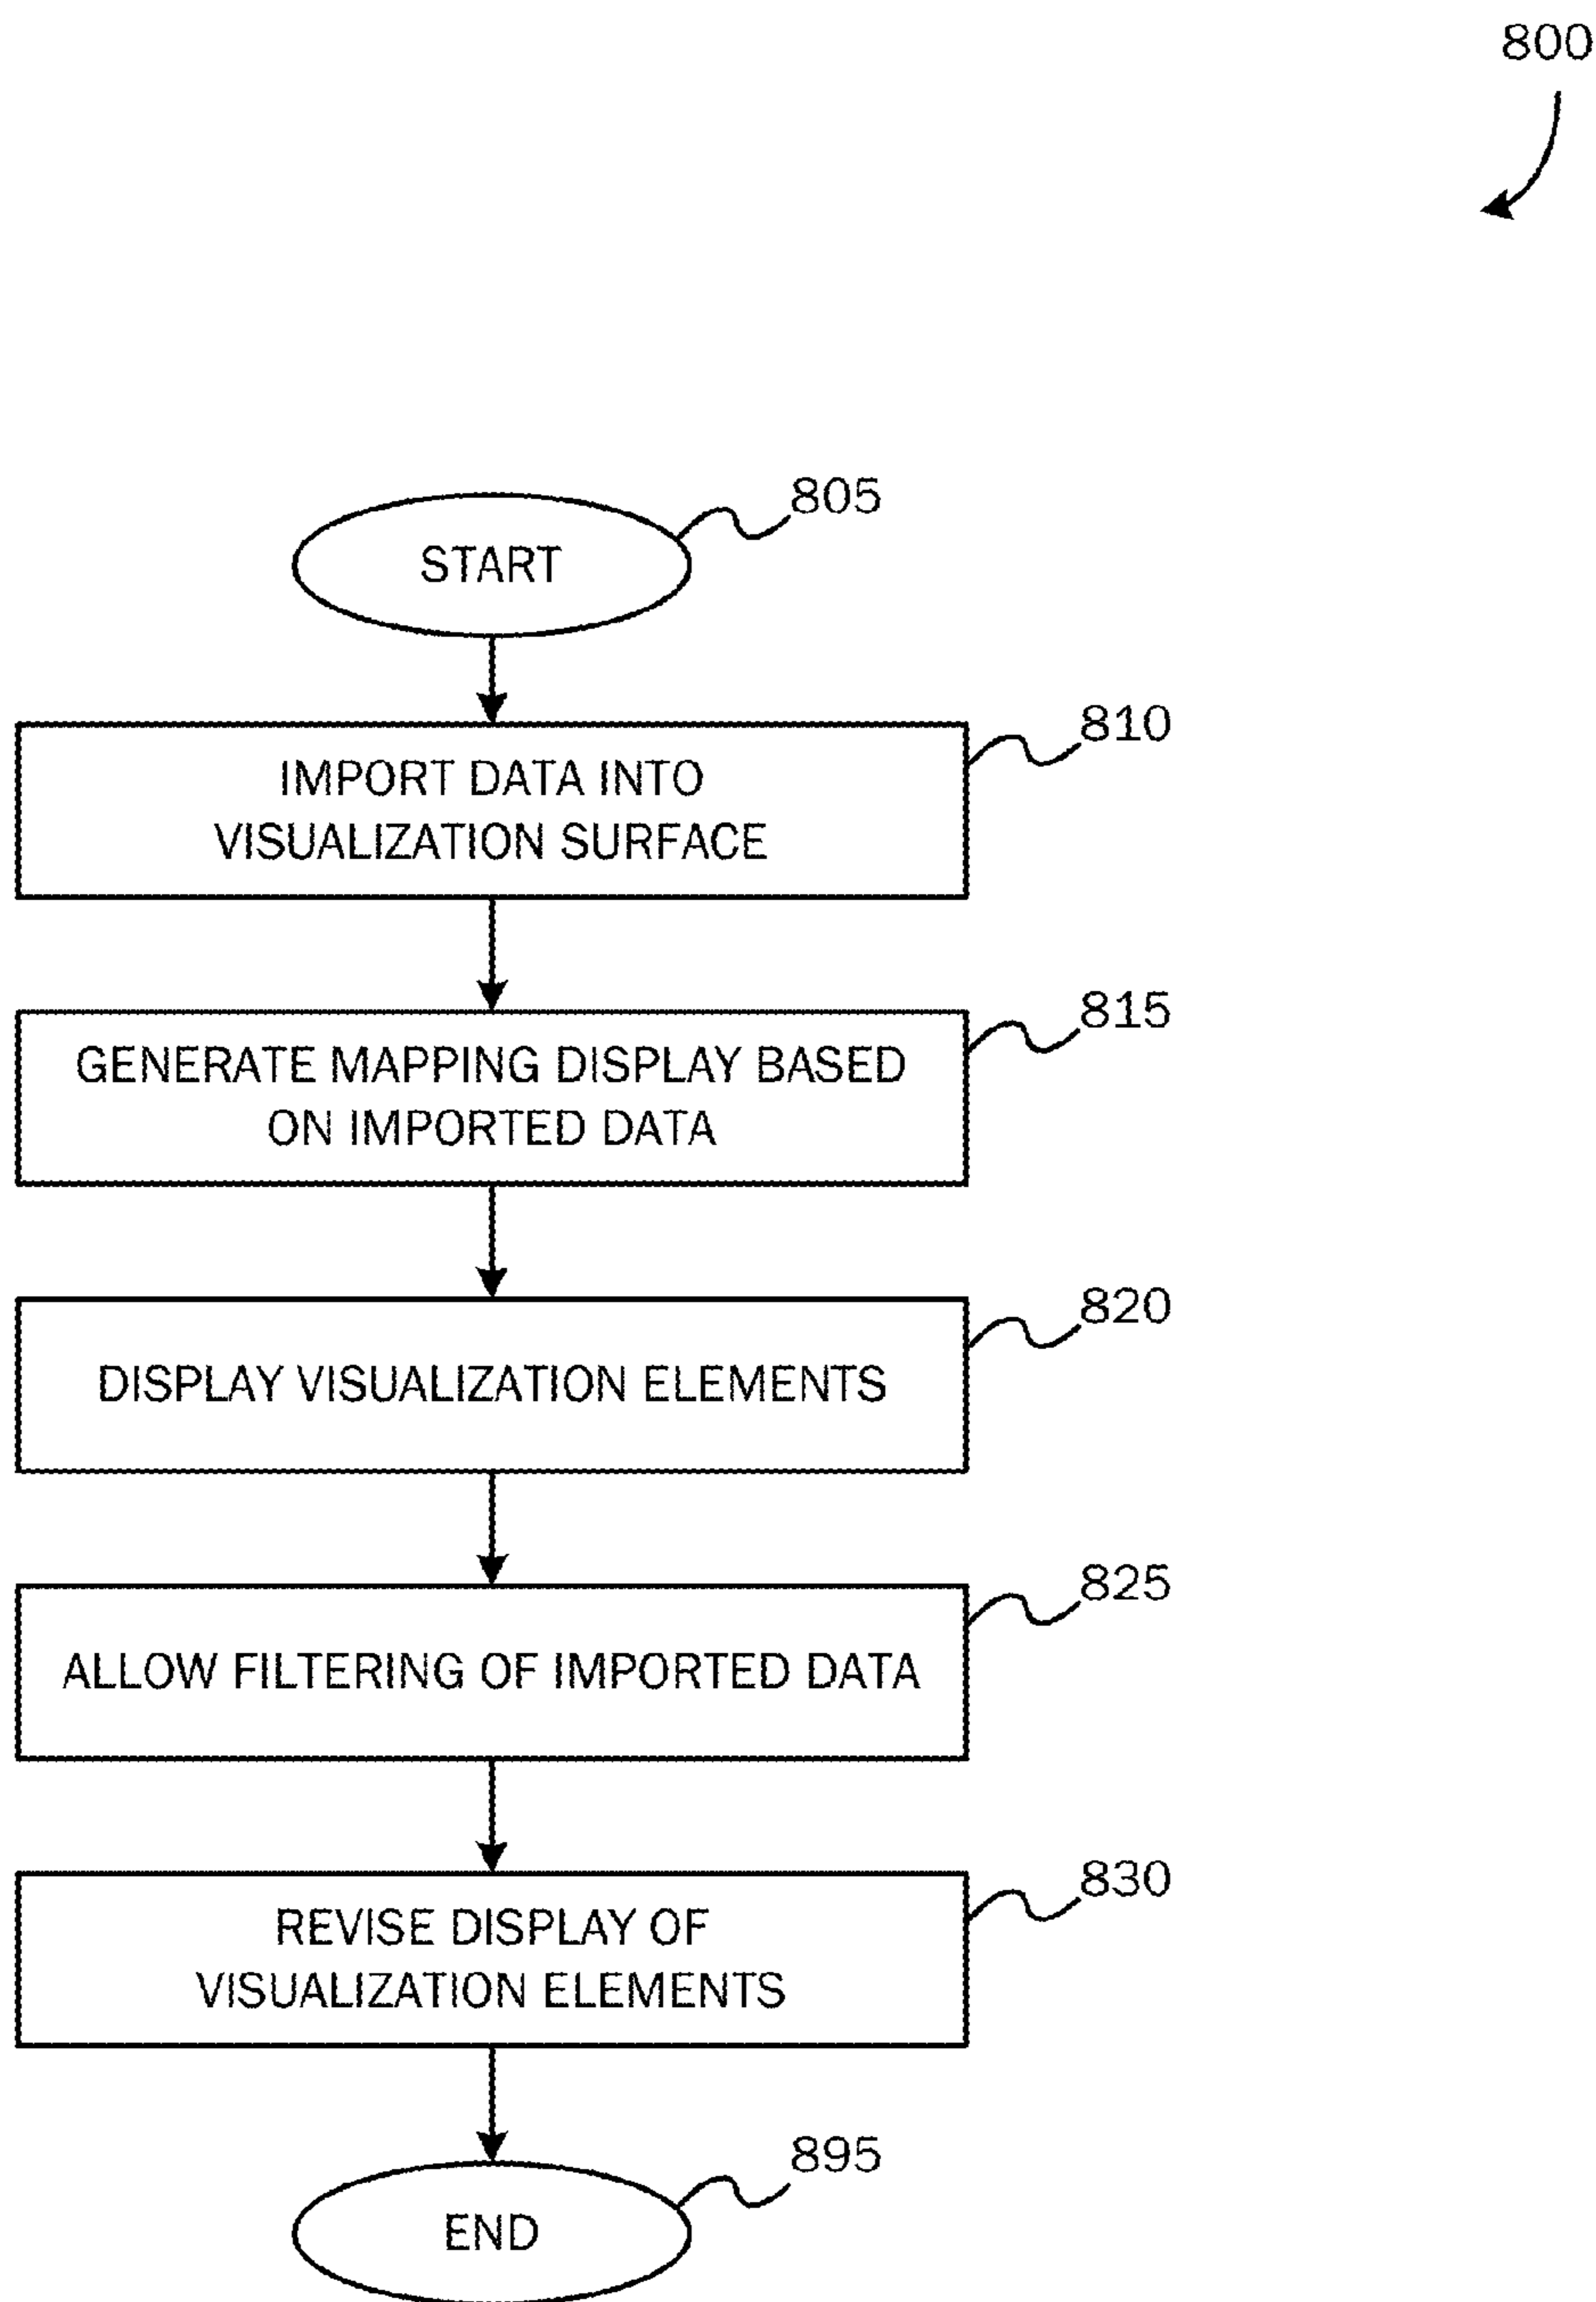 800
805
START
810
IMPORT DATA INTO
VISUALIZATION SURFACE
815
GENERATE MAPPING DISPLAY BASED
ON IMPORTED DATA
820
DISPLAY VISUALIZATION ELEMENTS
825
ALLOW FILTERING OF IMPORTED DATA
830
REVISE DISPLAY OF
VISUALIZATION ELEMENTS
895
END